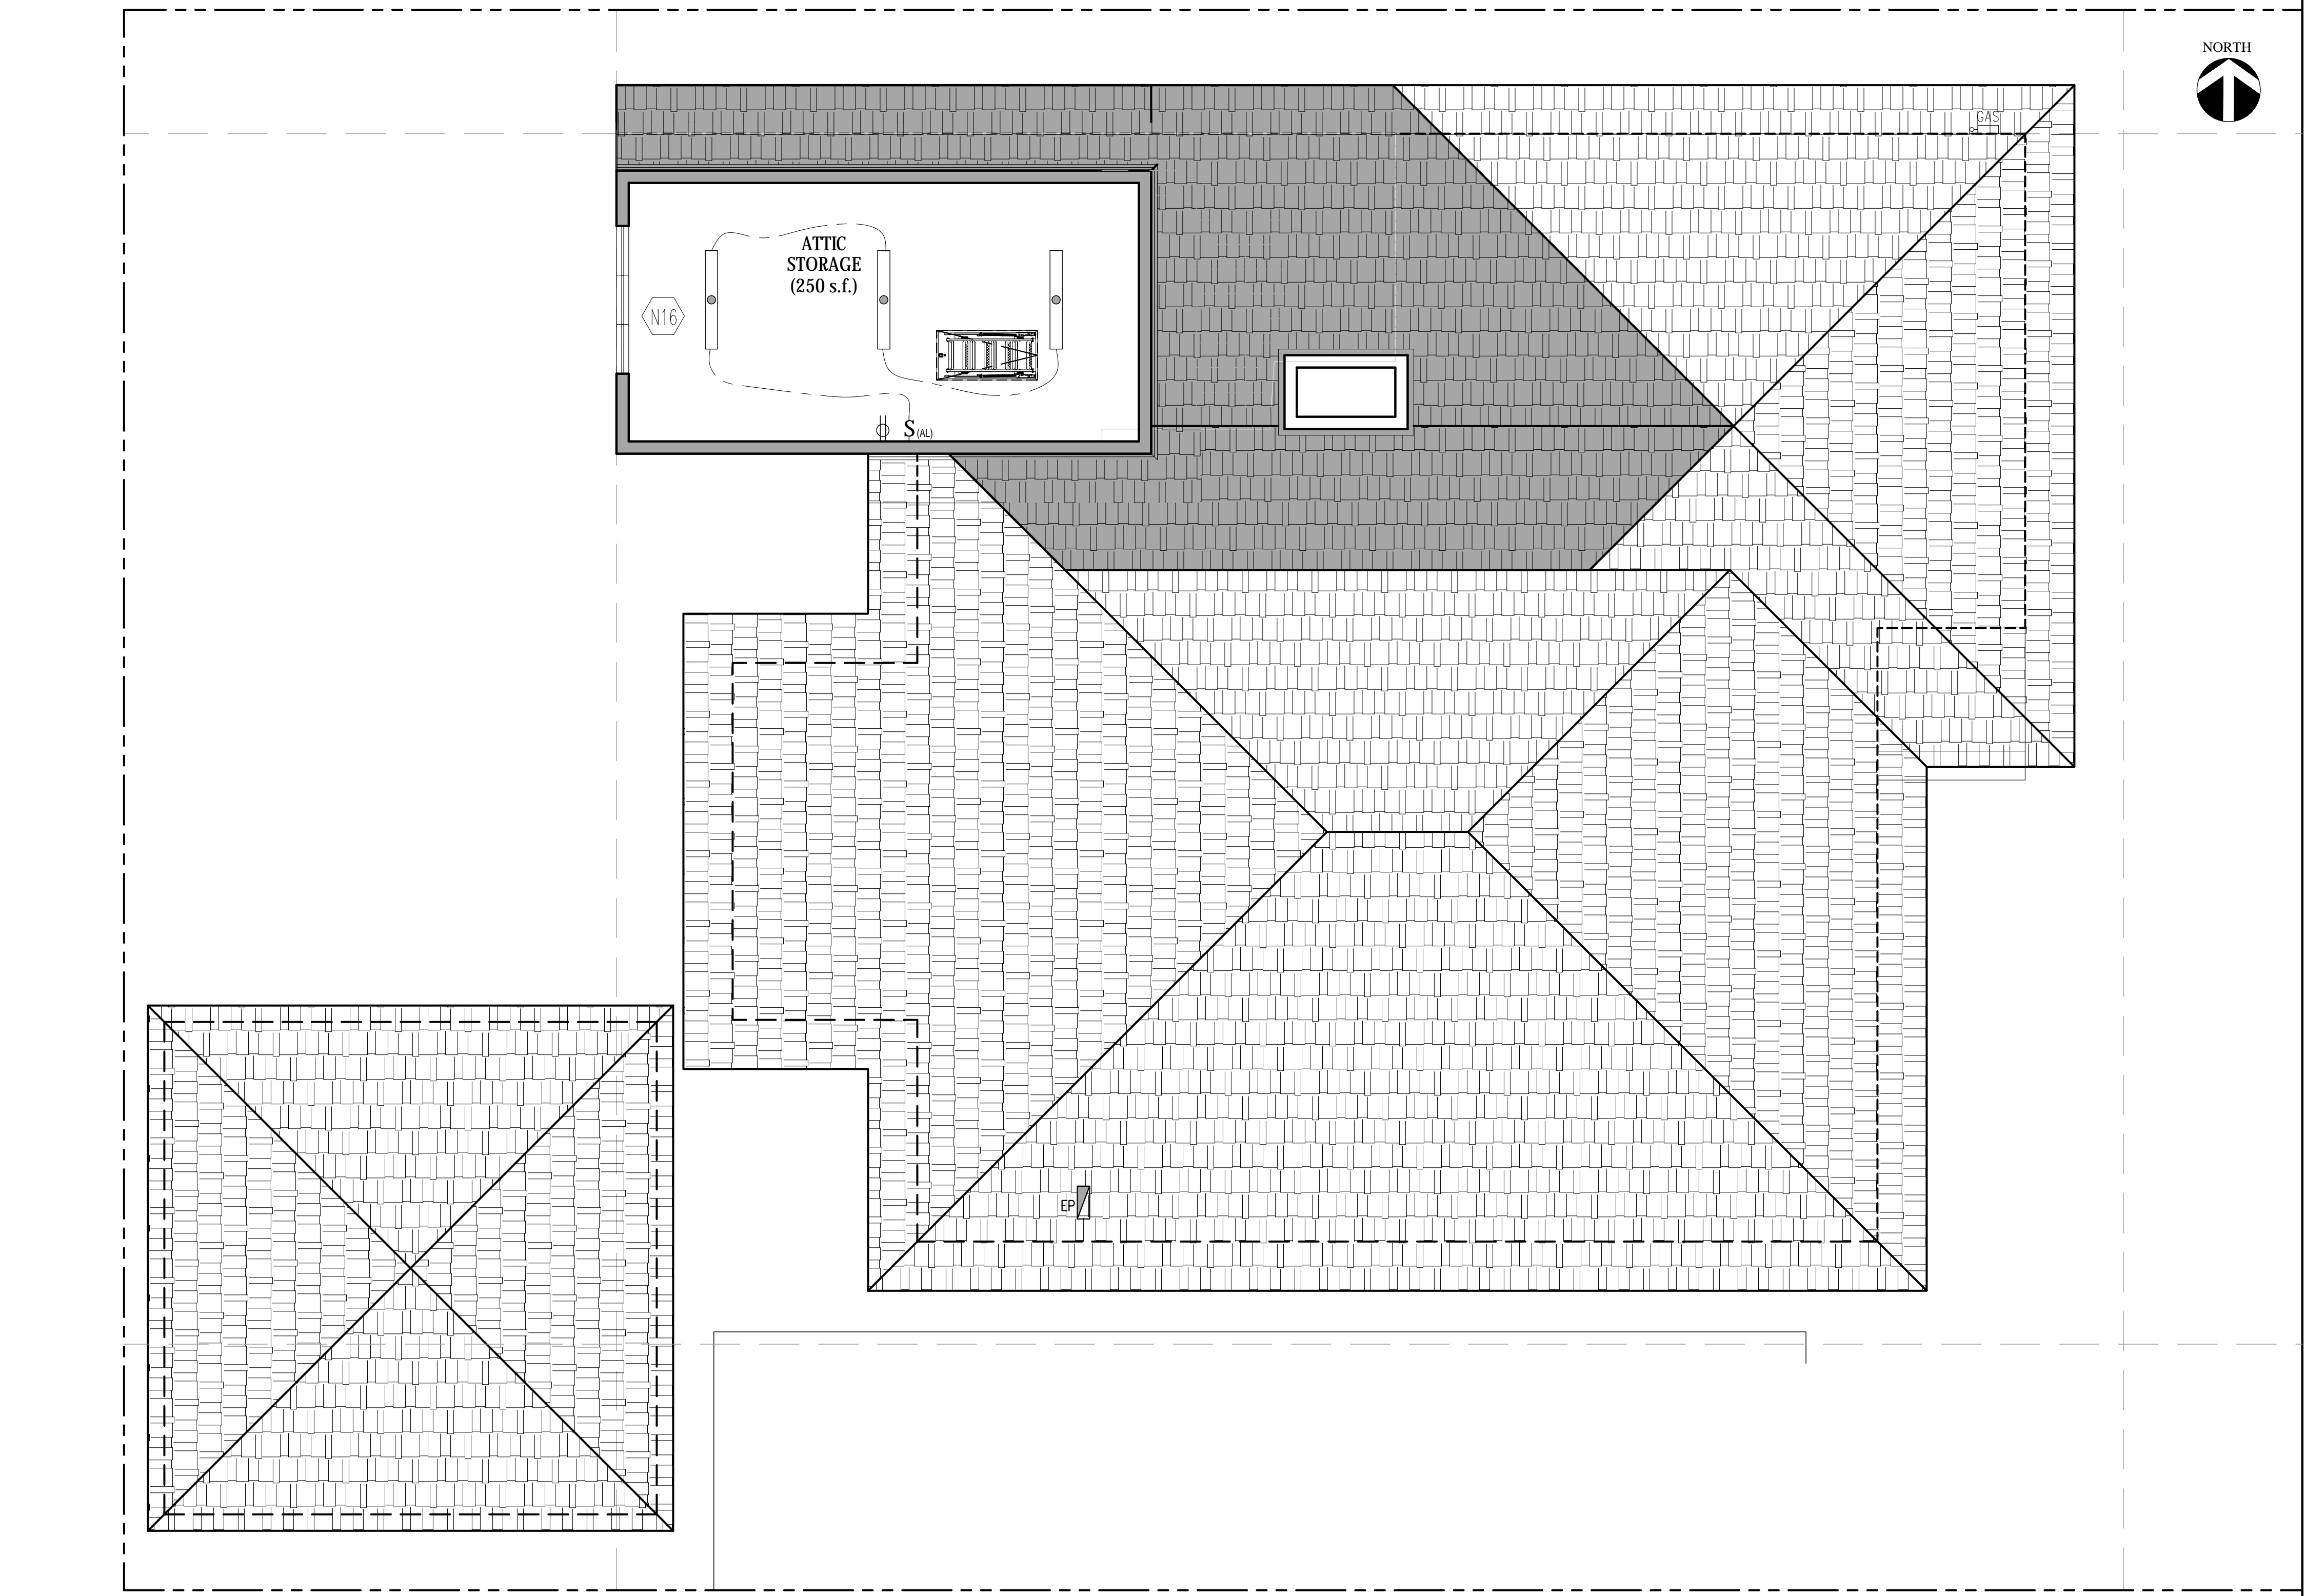 NORTH
GAS
ATTIC
STORAGE
(250 s.f.)
N16
S(AL)
EP